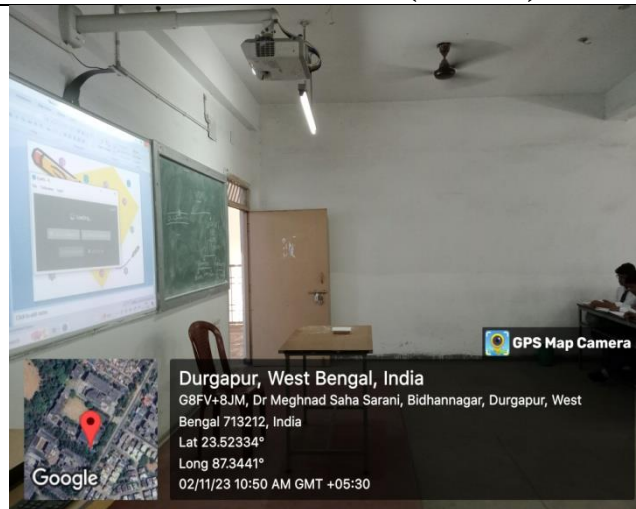 GPS Map Camera
Durgapur, West Bengal, India
G8FV+8JM, Dr Meghnad Saha Sarani, Bidhannagar, Durgapur, West
Bengal 713212, India
Lat 23.52334°
Long 87.3441°
02/11/23 10:50 AM GMT +05:30
Google